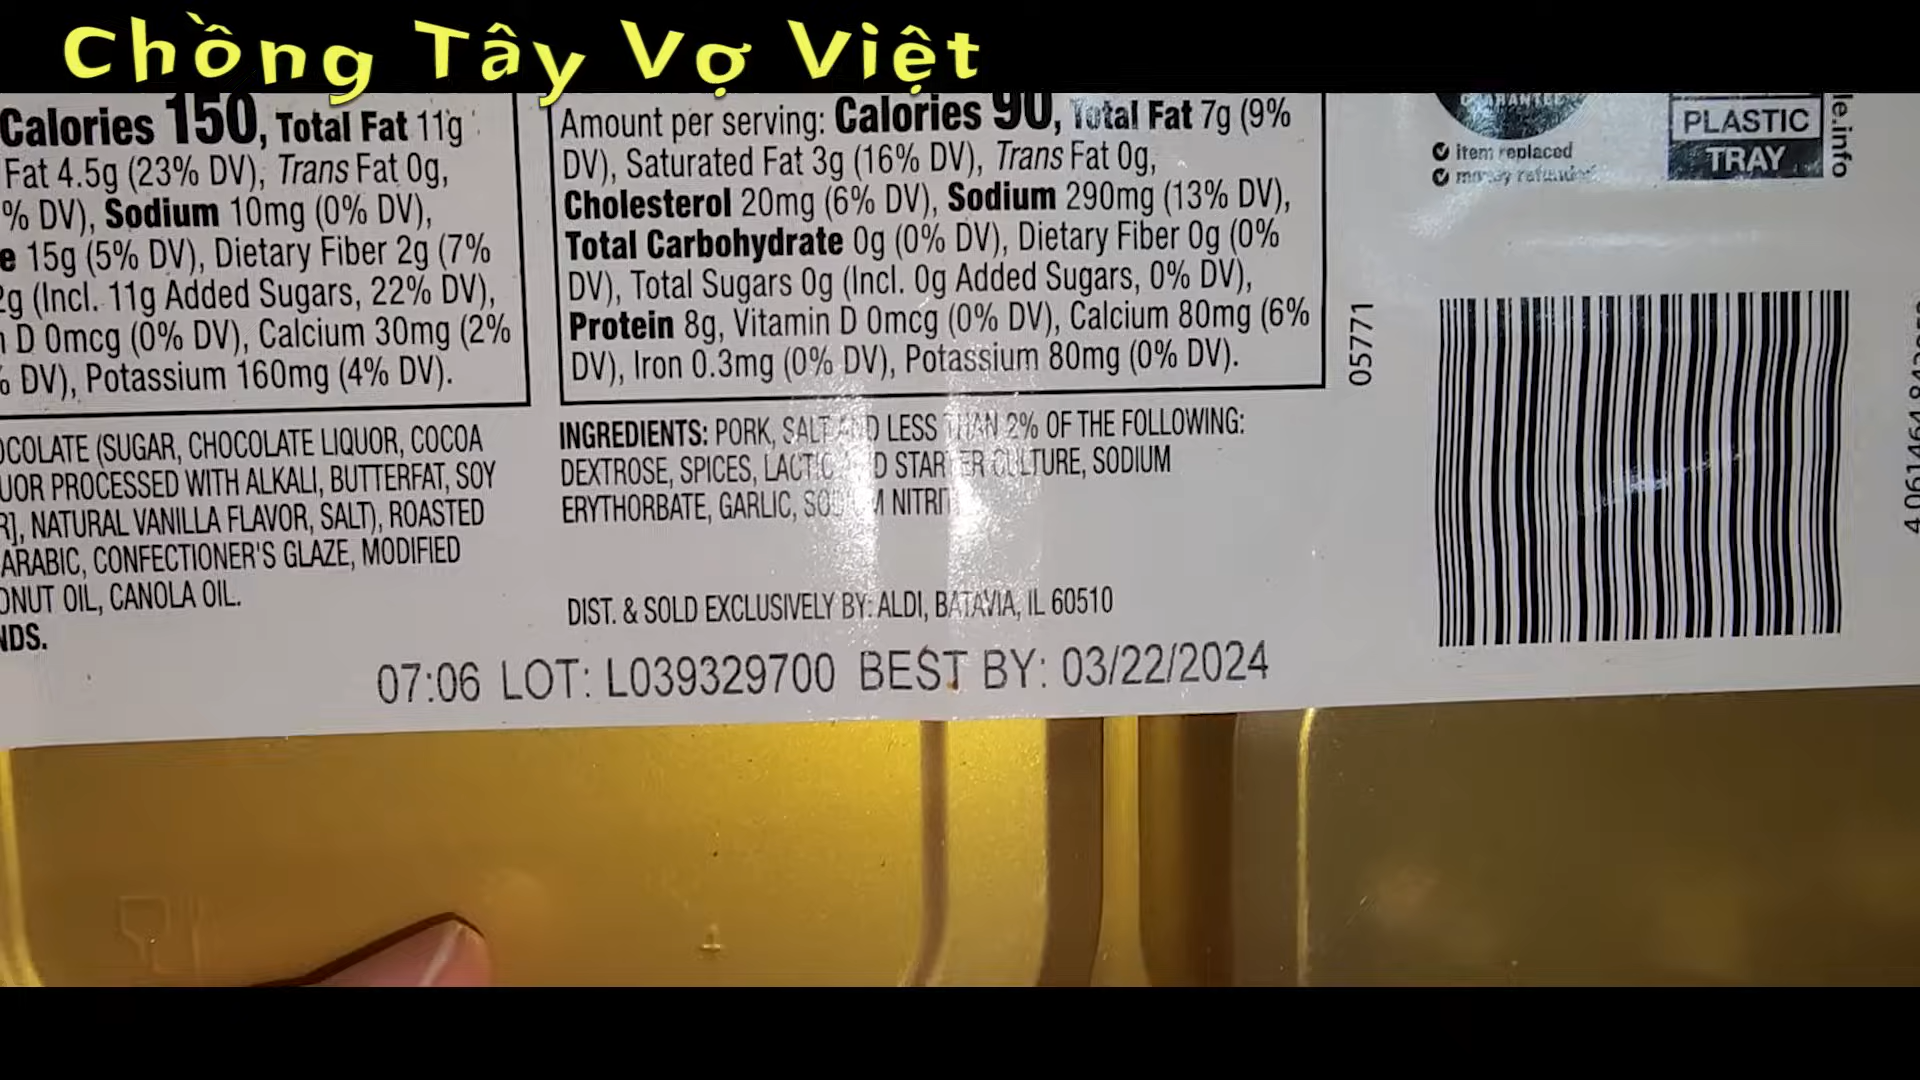 Chồng Tây Vợ Việt
Calories 150, Total Fat 11g
Fat 4.5g (23% DV), Trans Fat 0g,
% DV), Sodium 10mg (0% DV),
e 15g (5% DV), Dietary Fiber 2g (7%
2g (Incl. 11g Added Sugars, 22% DV),
D 0mcg (0% DV), Calcium 30mg (2%
DV), Potassium 160mg (4% DV).
OCOLATE (SUGAR, CHOCOLATE LIQUOR, COCOA
UOR PROCESSED WITH ALKALI, BUTTERFAT, SOY
R], NATURAL VANILLA FLAVOR, SALT), ROASTED
ARABIC, CONFECTIONER'S GLAZE, MODIFIED
ONUT OIL, CANOLA OIL.
NDS.
Amount per serving: Calories 90, Total Fat 7g (9%
DV), Saturated Fat 3g (16% DV), Trans Fat 0g,
Cholesterol 20mg (6% DV), Sodium 290mg (13% DV),
Total Carbohydrate 0g (0% DV), Dietary Fiber 0g (0%
DV), Total Sugars 0g (Incl. 0g Added Sugars, 0% DV),
Protein 8g, Vitamin D 0mcg (0% DV), Calcium 80mg (6%
DV), Iron 0.3mg (0% DV), Potassium 80mg (0% DV).
INGREDIENTS: PORK, SALT AND LESS THAN 2% OF THE FOLLOWING:
DEXTROSE, SPICES, LACTIC STARTER CULTURE, SODIUM
ERYTHORBATE, GARLIC,
DIST. & SOLD EXCLUSIVELY BY: ALDI, BATAVIA, IL 60510
07:06 LOT: L039329700 BEST BY: 03/22/2024
05771
item replaced
PLASTIC
TRAY
le.info